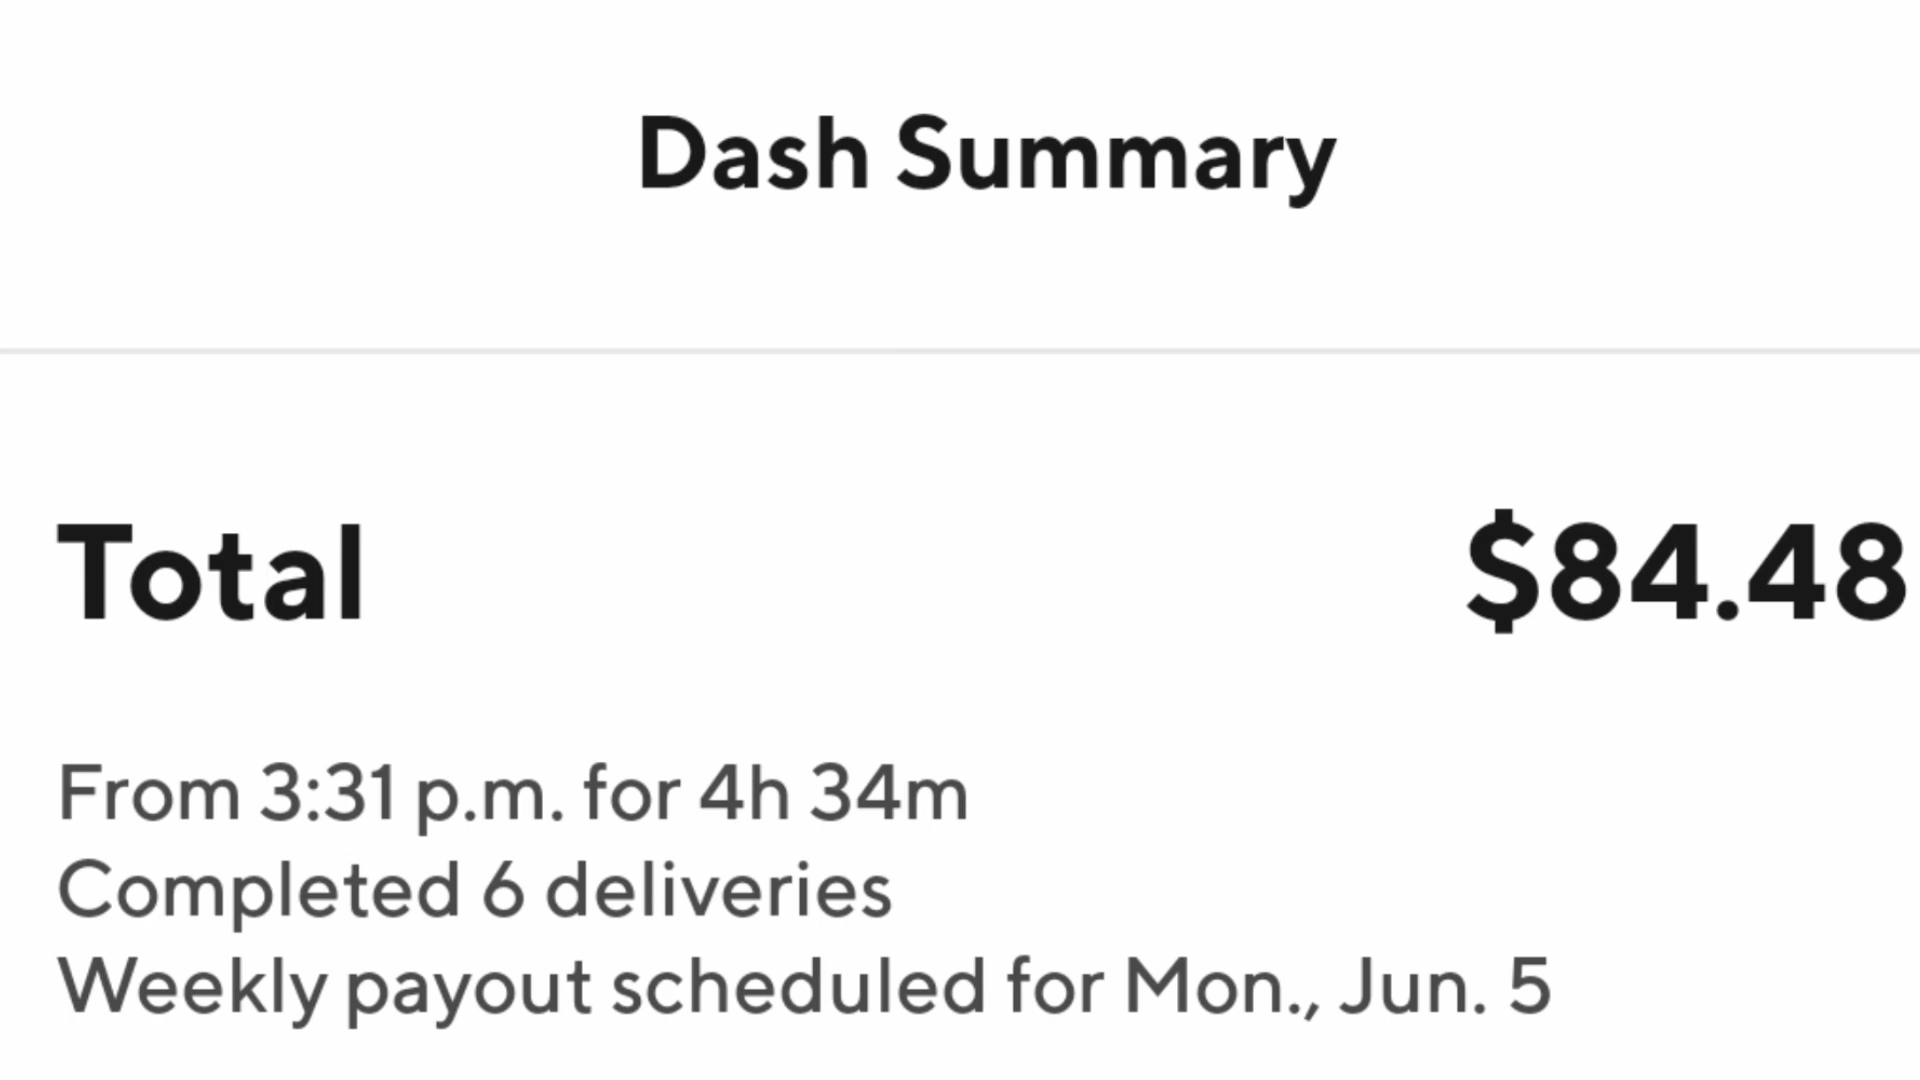 Dash Summary
Total $84.48
From 3:31 p.m. for 4h 34m
Completed 6 deliveries
Weekly payout scheduled for Mon., Jun. 5